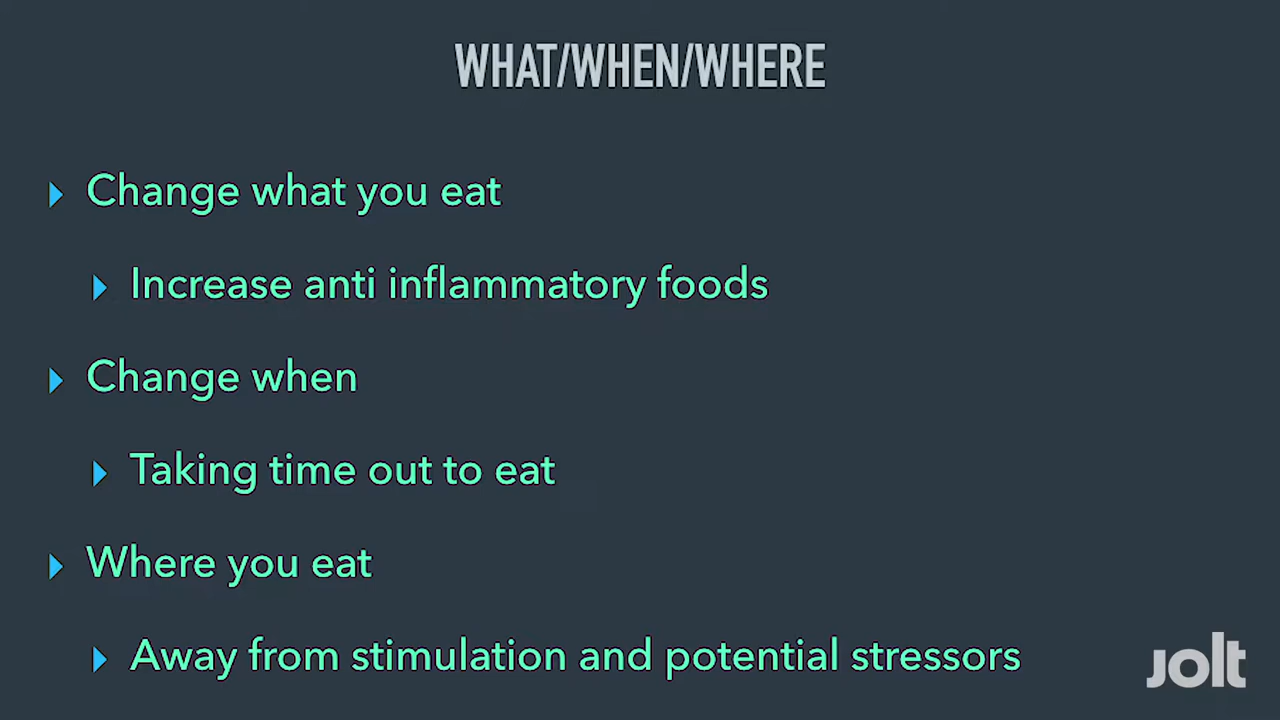 WHAT/WHEN/WHERE
Change what you eat
Increase anti inflammatory foods
Change when
Taking time out to eat
Where you eat
Away from stimulation and potential stressors
jolt